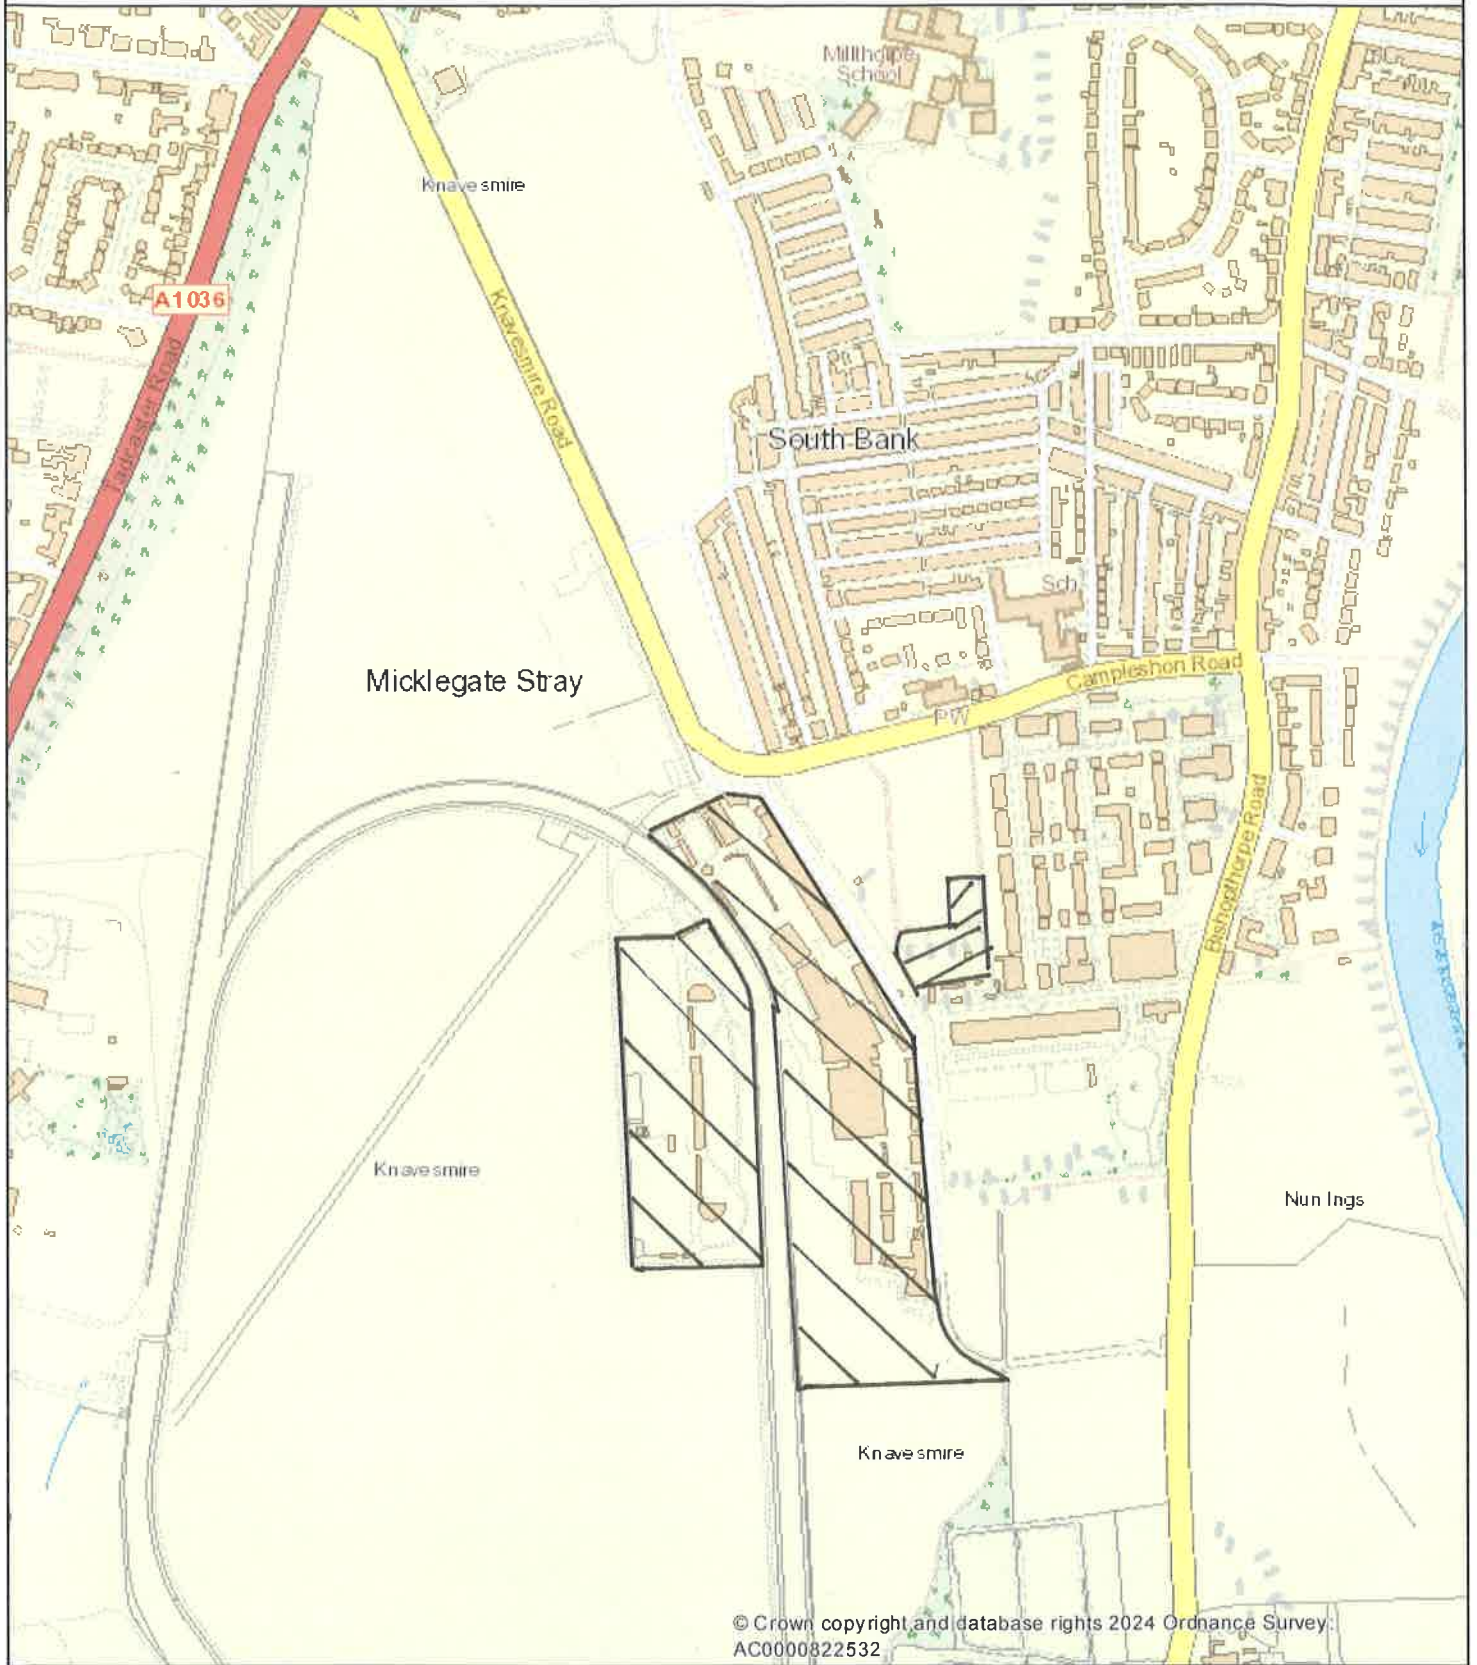 Millthorpe
School
Knavesmire
A1036
Knavesmire Road
Tadcaster Road
South Bank
Sch
Micklegate Stray
Campleshon Road
PW
Bishopthorpe Road
Knavesmire
Nun Ings
Knavesmire
© Crown copyright and database rights 2024 Ordnance Survey:
AC0000822532